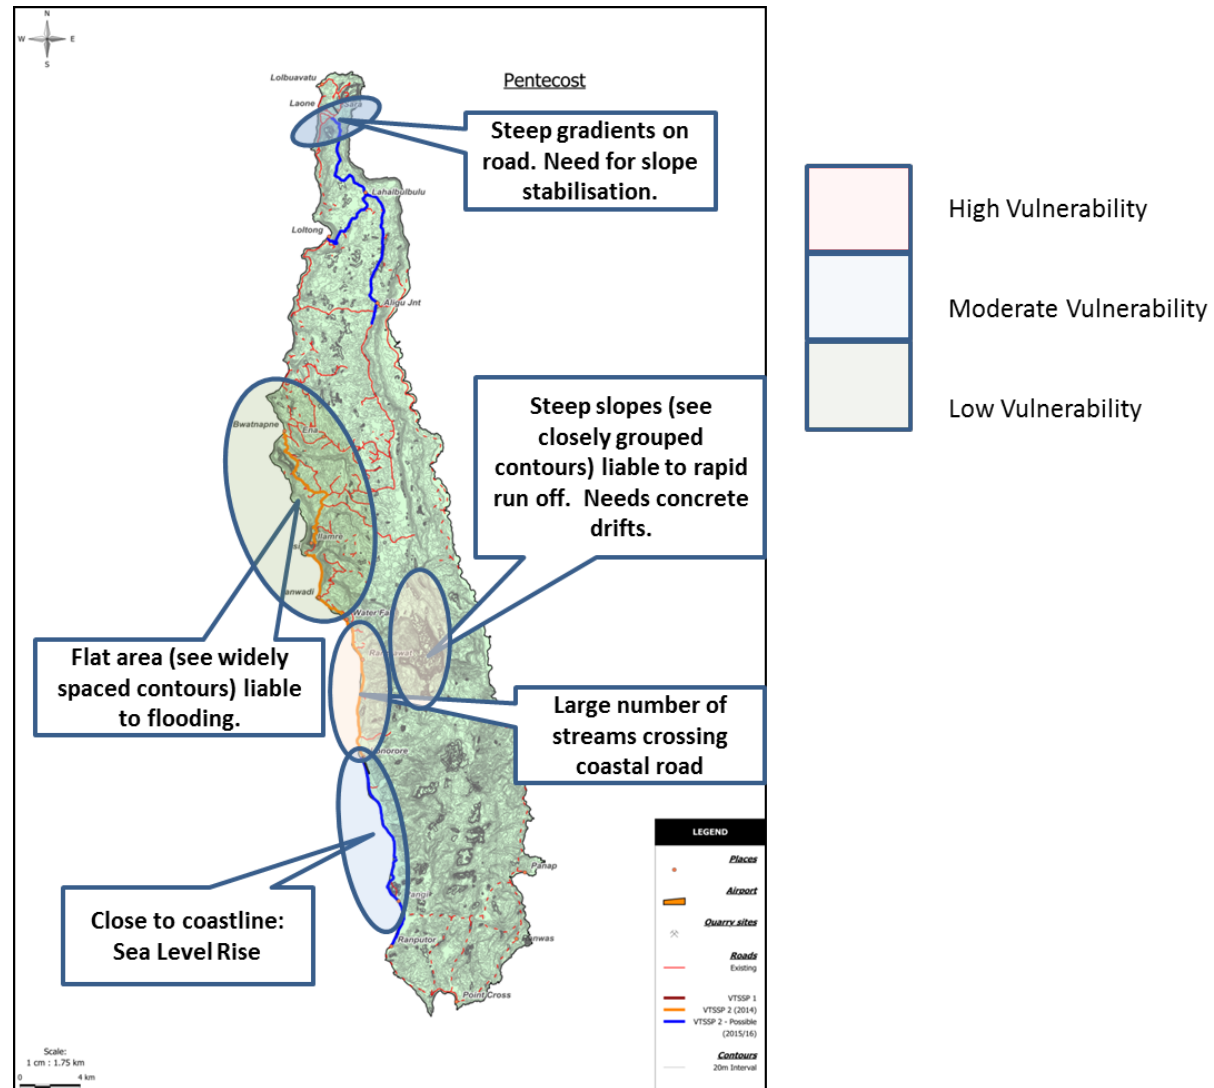 N
W E
S
Pentecost
Lolbuavatu
Laone
Sara
Steep gradients on
road. Need for slope
stabilisation.
High Vulnerability
Lahalbulbulu
Loltong
Moderate Vulnerability
Aligu Jnt
Low Vulnerability
Steep slopes (see
closely grouped
contours) liable to rapid
run off. Needs concrete
drifts.
Bwatnapne
Ena
Water Fall
Flat area (see widely
spaced contours) liable
to flooding.
Large number of
streams crossing
coastal road
Close to coastline:
Sea Level Rise
Panap
Ranputor
Point Cross
LEGEND
Places
Airport
Quarry sites
Roads
Existing
VTSSP 1
VTSSP 2 (2014)
VTSSP 2 - Possible
(2015/16)
Contours
20m Interval
Scale:
1 cm : 1.75 km
0 4 km